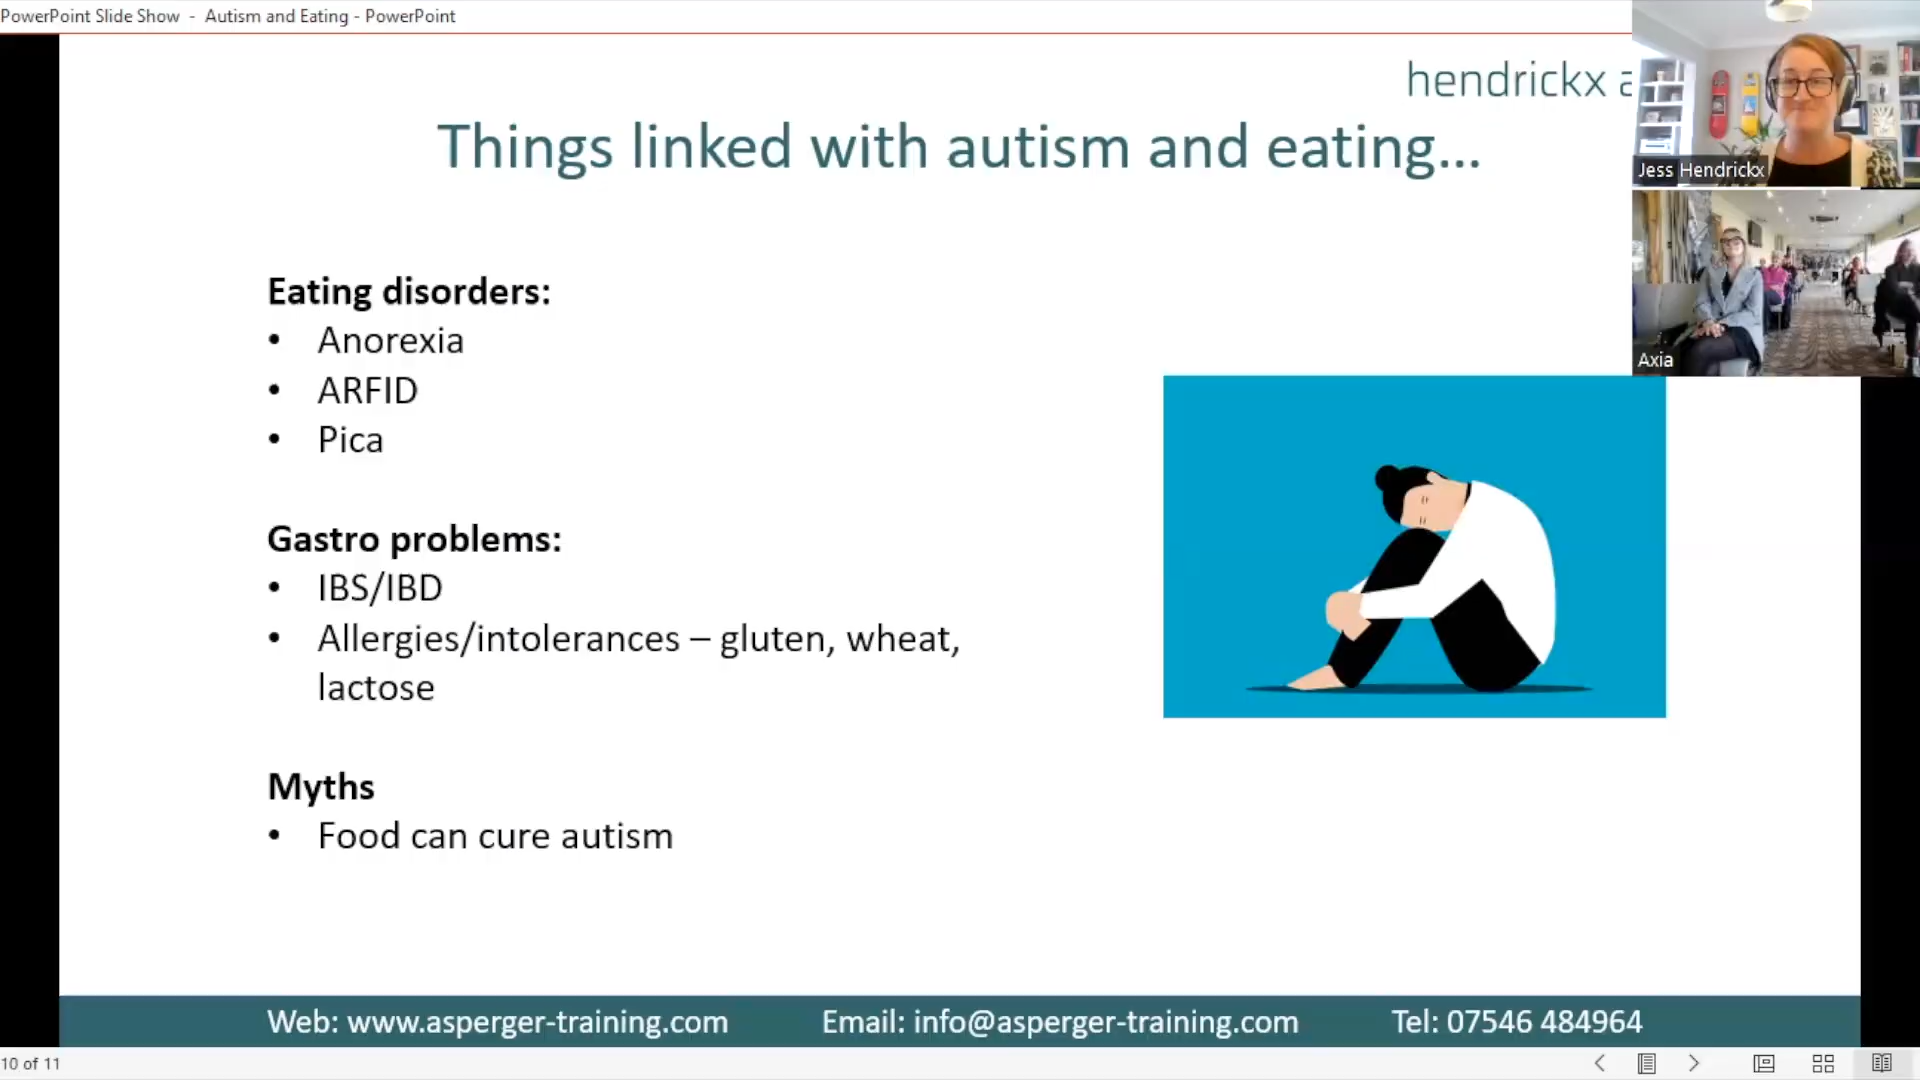 PowerPoint Slide Show - Autism and Eating - PowerPoint
hendrickx a
Things linked with autism and eating...
Jess Hendrickx
Axia
Eating disorders:
• Anorexia
• ARFID
• Pica
Gastro problems:
• IBS/IBD
• Allergies/intolerances – gluten, wheat,
lactose
Myths
• Food can cure autism
Web: www.asperger-training.com Email: info@asperger-training.com Tel: 07546 484964
10 of 11